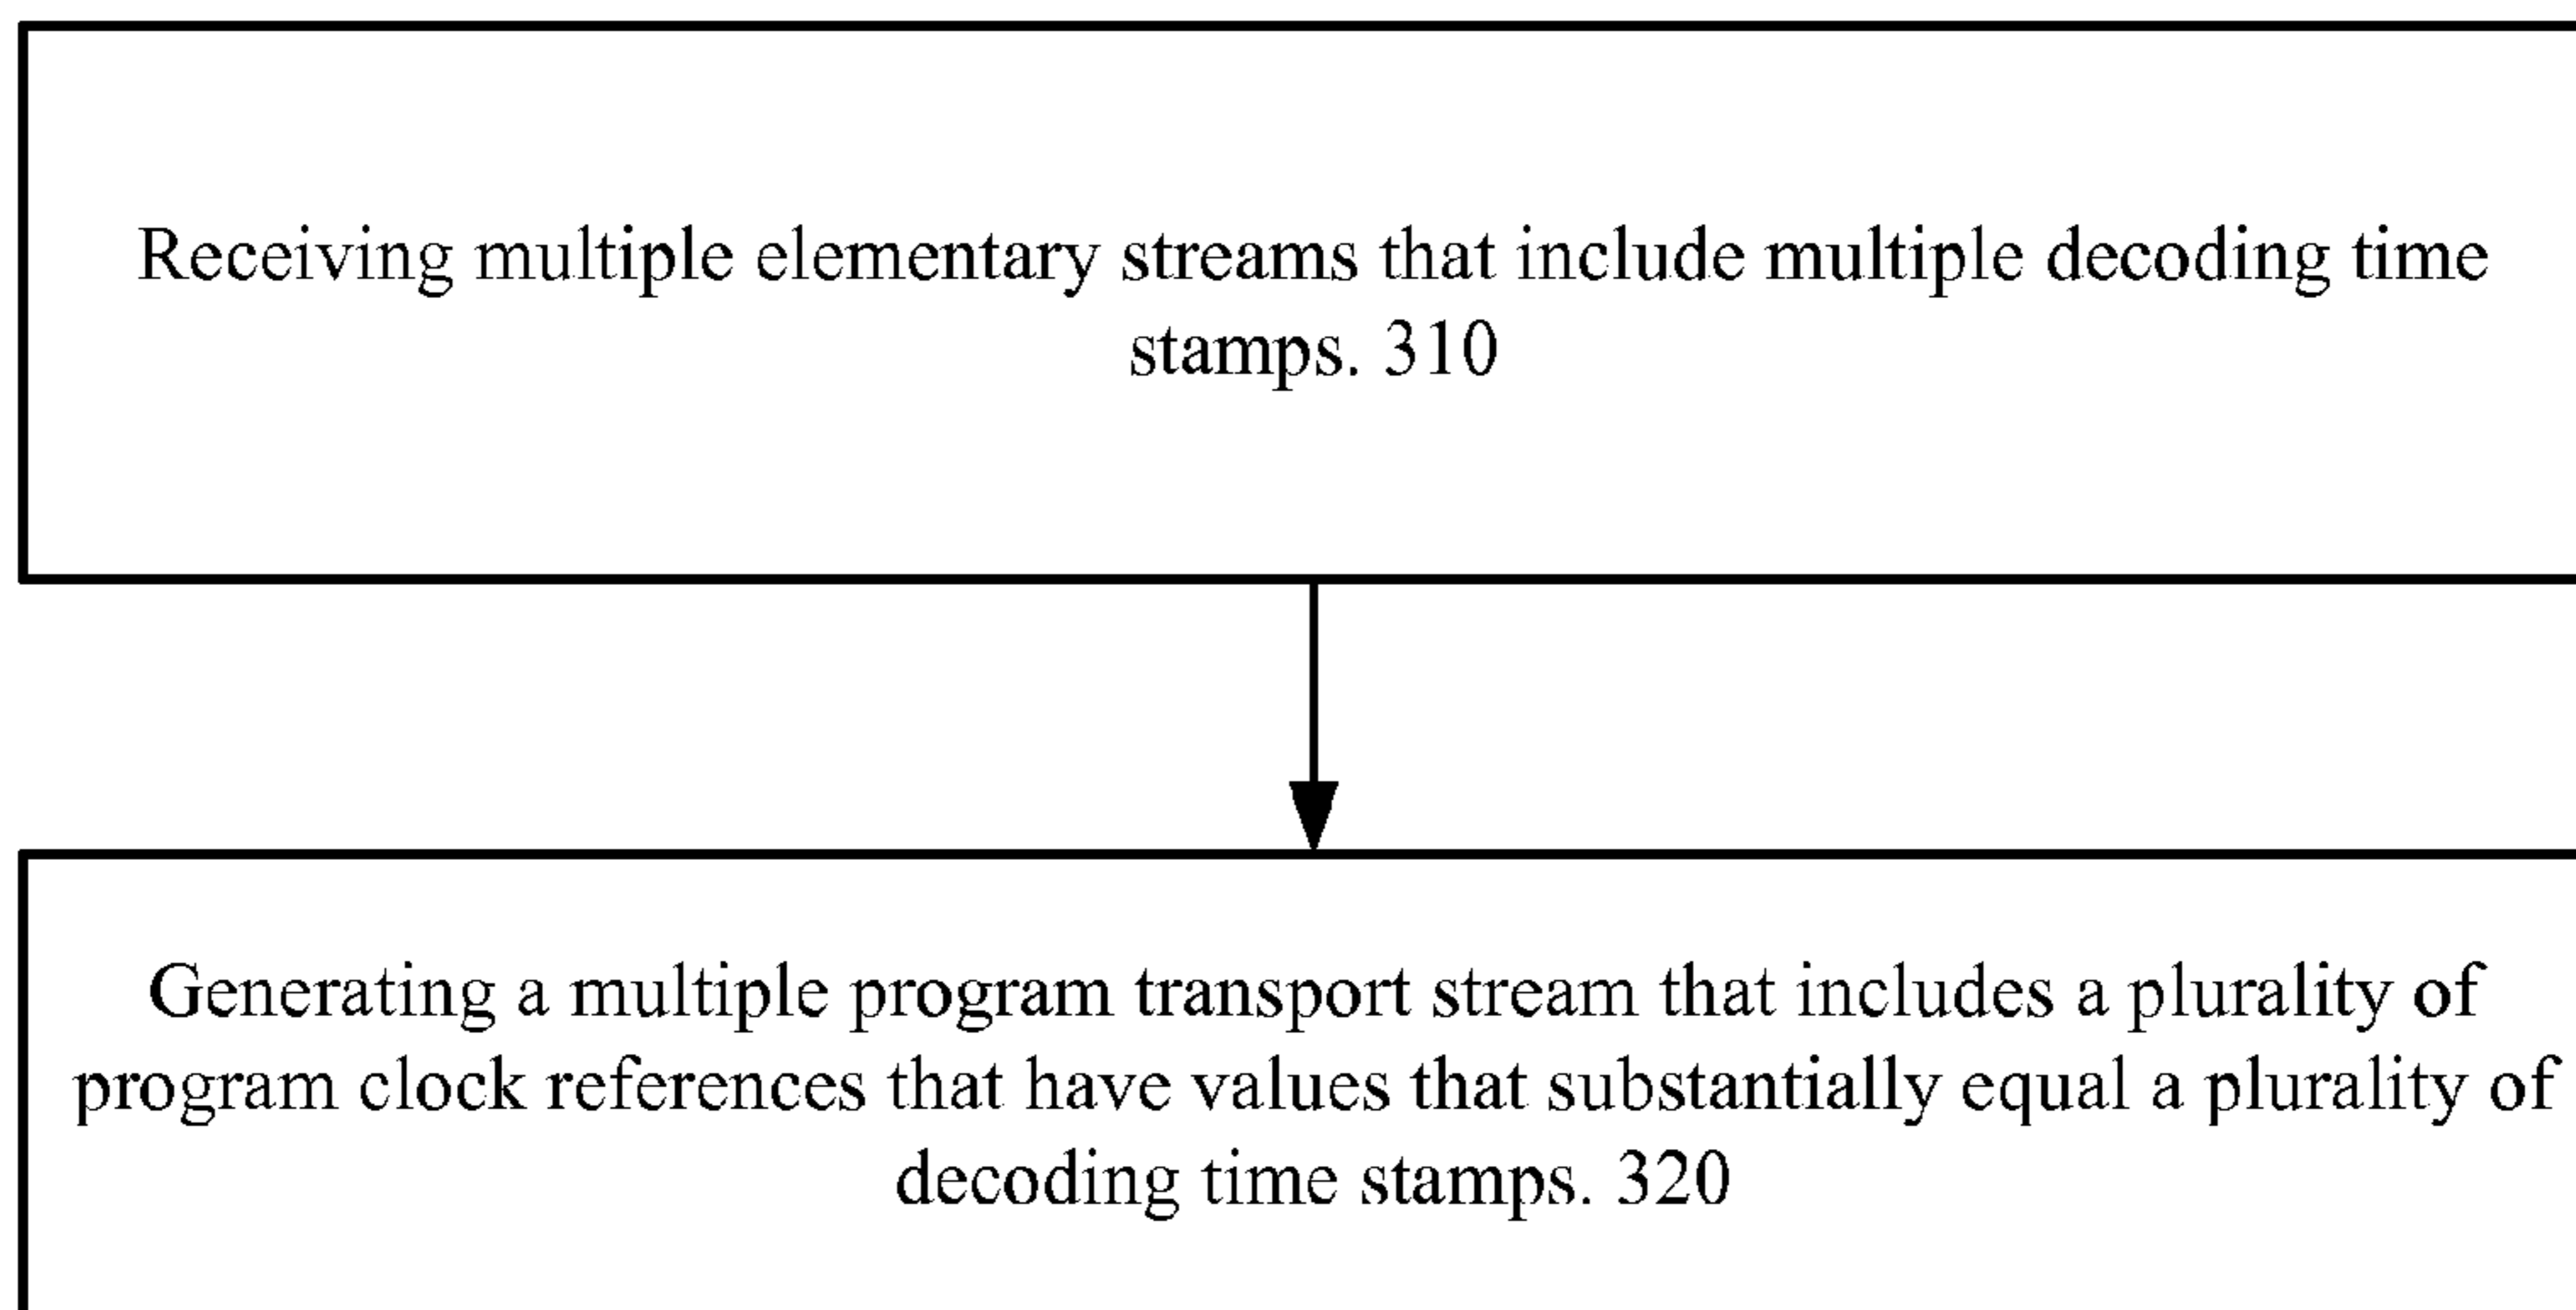 Receiving multiple elementary streams that include multiple decoding time
stamps. 310
Generating a multiple program transport stream that includes a plurality of
program clock references that have values that substantially equal a plurality of
decoding time stamps. 320